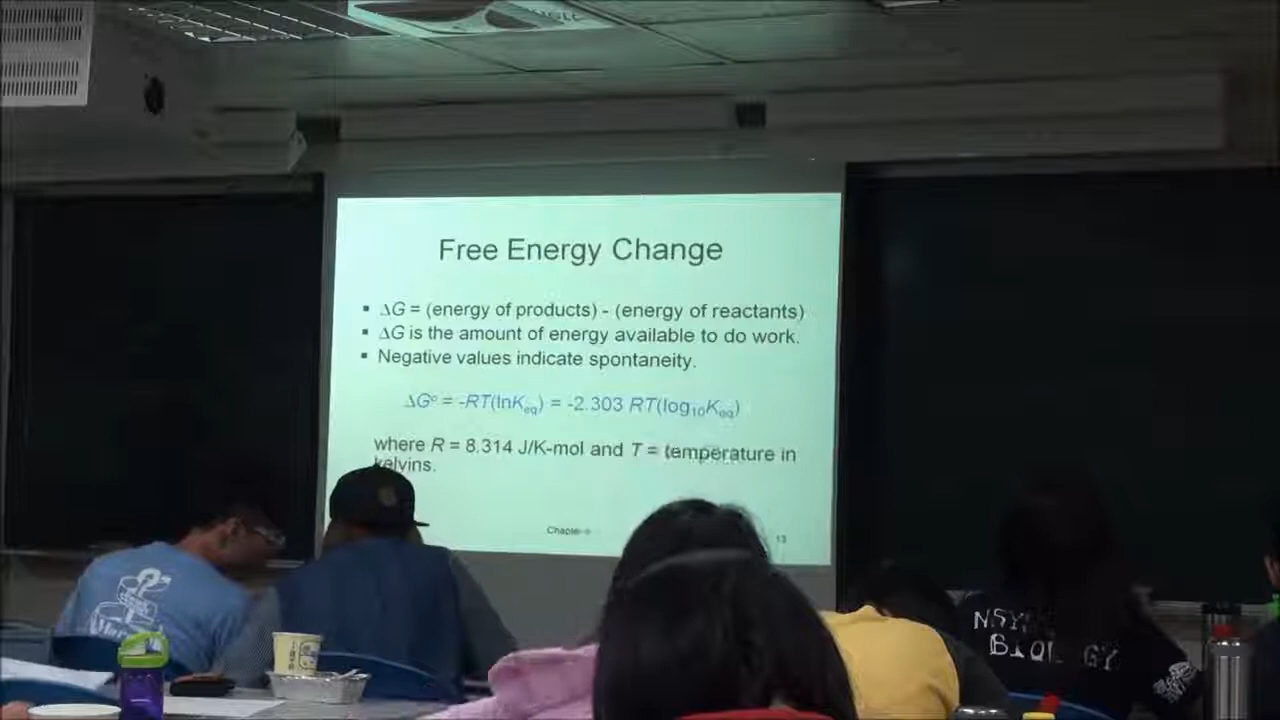 Free Energy Change
▪ ΔG = (energy of products) - (energy of reactants)
▪ ΔG is the amount of energy available to do work.
▪ Negative values indicate spontaneity.
ΔG° = -RT(lnKeq) = -2.303 RT(log10Keq)
where R = 8.314 J/K-mol and T = temperature in
kelvins.
Chapter
13
BIOLOGY